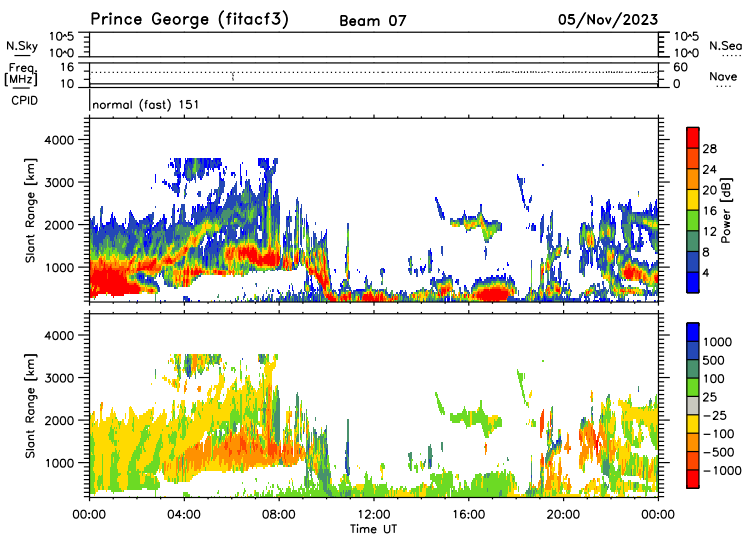 Prince George (fitacf3) Beam 07 05/Nov/2023
N.Sky 10^5 10^0 10^5 10^0 N.Sea
Freq. [MHz] 16 10 60 0 Nave
CPID normal (fast) 151
Slant Range [km] 4000 3000 2000 1000
28 24 20 16 12 8 4 Power [dB]
Slant Range [km] 4000 3000 2000 1000
1000 500 100 25 -25 -100 -500 -1000
00:00 04:00 08:00 12:00 16:00 20:00 00:00
Time UT